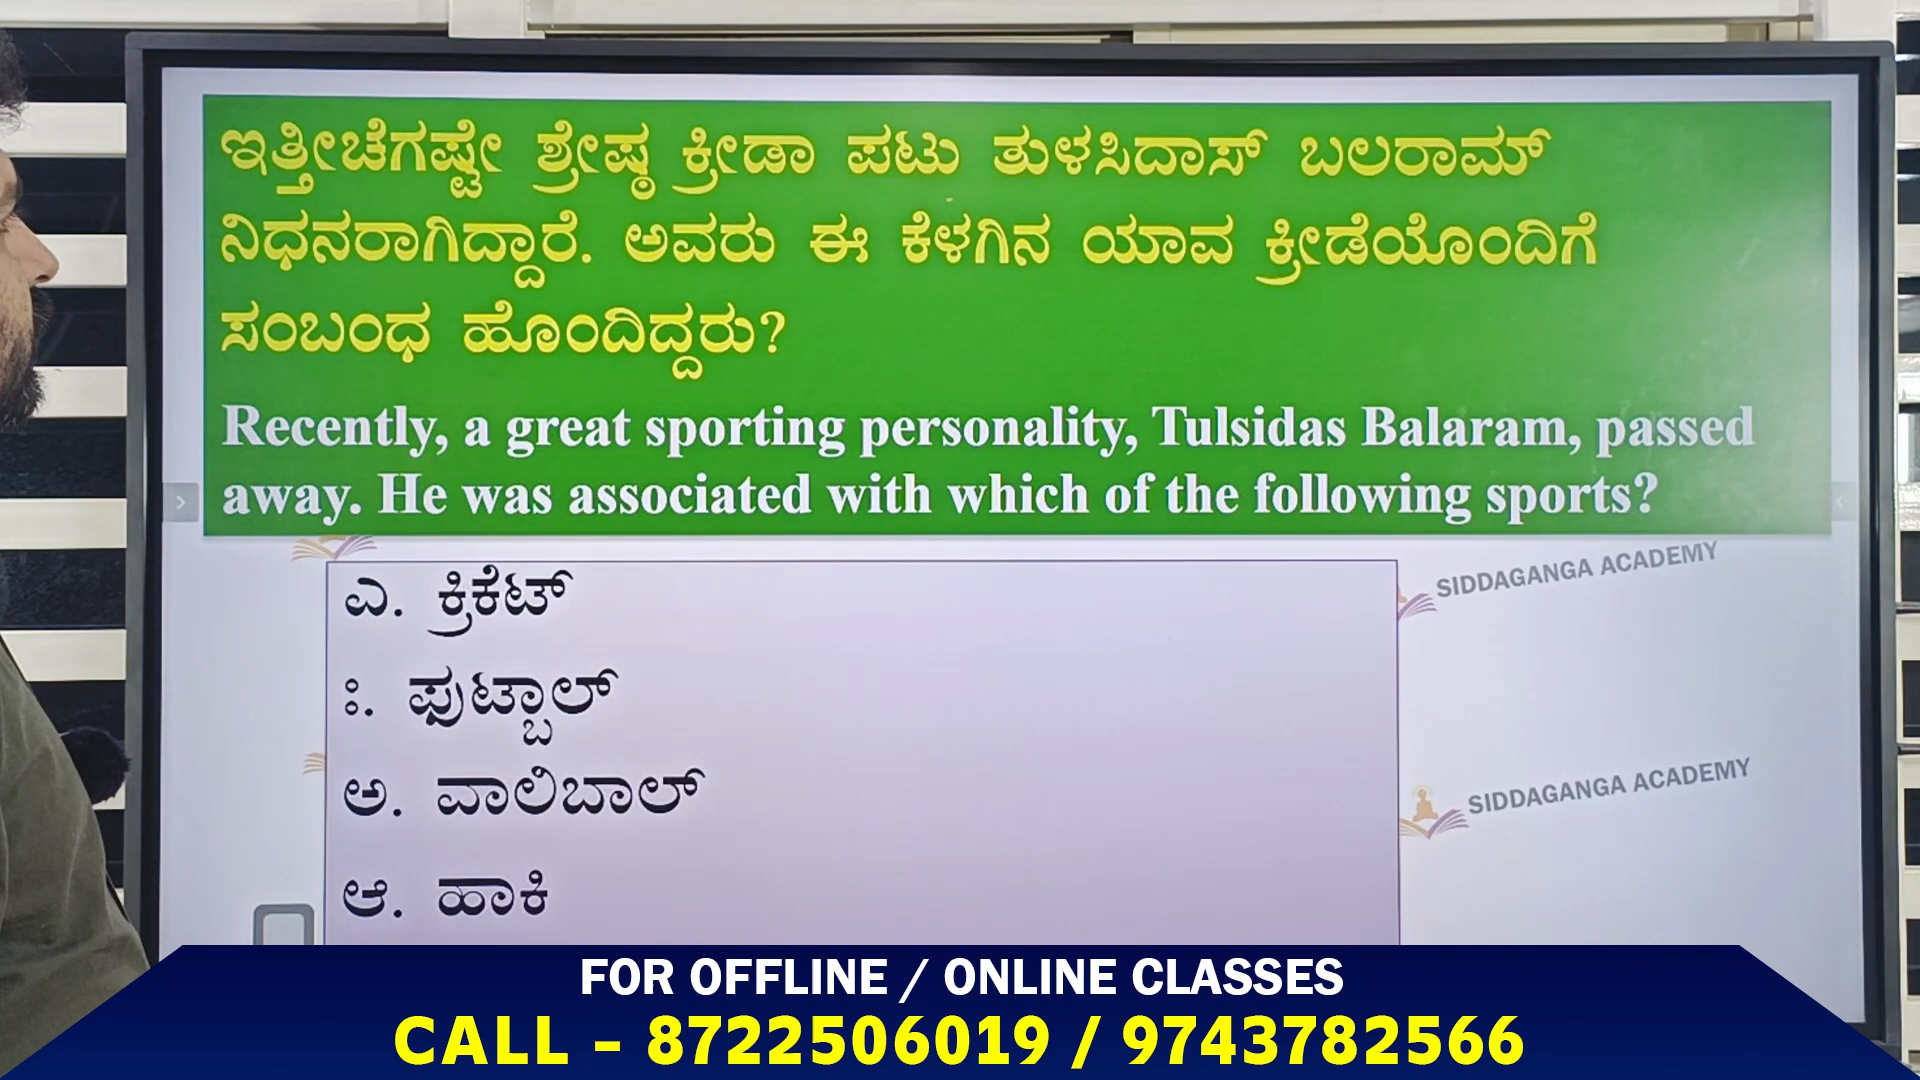 ಇತ್ತೀಚೆಗಷ್ಟೇ ಶ್ರೇಷ್ಠ ಕ್ರೀಡಾ ಪಟು ತುಳಸಿದಾಸ್ ಬಲರಾಮ್
ನಿಧನರಾಗಿದ್ದಾರೆ. ಅವರು ಈ ಕೆಳಗಿನ ಯಾವ ಕ್ರೀಡೆಯೊಂದಿಗೆ
ಸಂಬಂಧ ಹೊಂದಿದ್ದರು?
Recently, a great sporting personality, Tulsidas Balaram, passed
away. He was associated with which of the following sports?
ಎ. ಕ್ರಿಕೆಟ್
ಃ. ಫುಟ್ಬಾಲ್
ಅ. ವಾಲಿಬಾಲ್
ಆ. ಹಾಕಿ
SIDDAGANGA ACADEMY
SIDDAGANGA ACADEMY
FOR OFFLINE / ONLINE CLASSES
CALL – 8722506019 / 9743782566